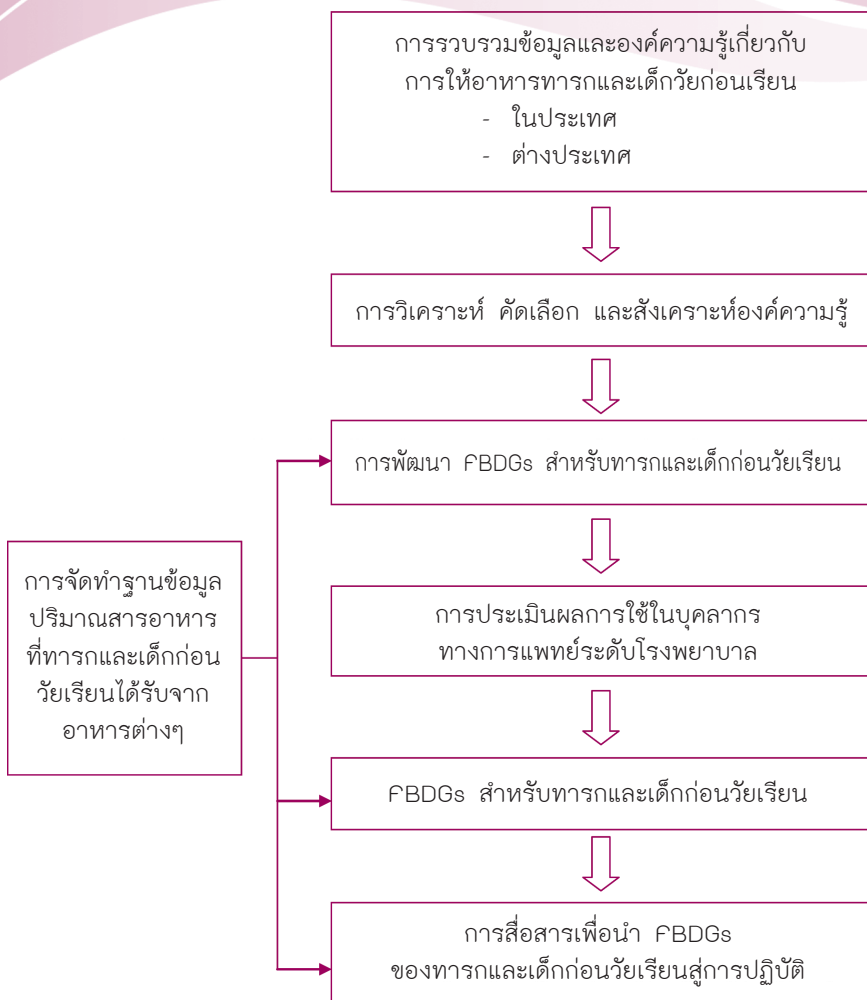 การรวบรวมข้อมูลและองค์ความรู้เกี่ยวกับ
การให้อาหารทารกและเด็กวัยก่อนเรียน
- ในประเทศ
- ต่างประเทศ
การวิเคราะห์ คัดเลือก และสังเคราะห์องค์ความรู้
การพัฒนา FBDGs สำหรับทารกและเด็กก่อนวัยเรียน
การจัดทำฐานข้อมูล
ปริมาณสารอาหาร
ที่ทารกและเด็กก่อน
วัยเรียนได้รับจาก
อาหารต่างๆ
การประเมินผลการใช้ในบุคลากร
ทางการแพทย์ระดับโรงพยาบาล
FBDGs สำหรับทารกและเด็กก่อนวัยเรียน
การสื่อสารเพื่อนำ FBDGs
ของทารกและเด็กก่อนวัยเรียนสู่การปฏิบัติ